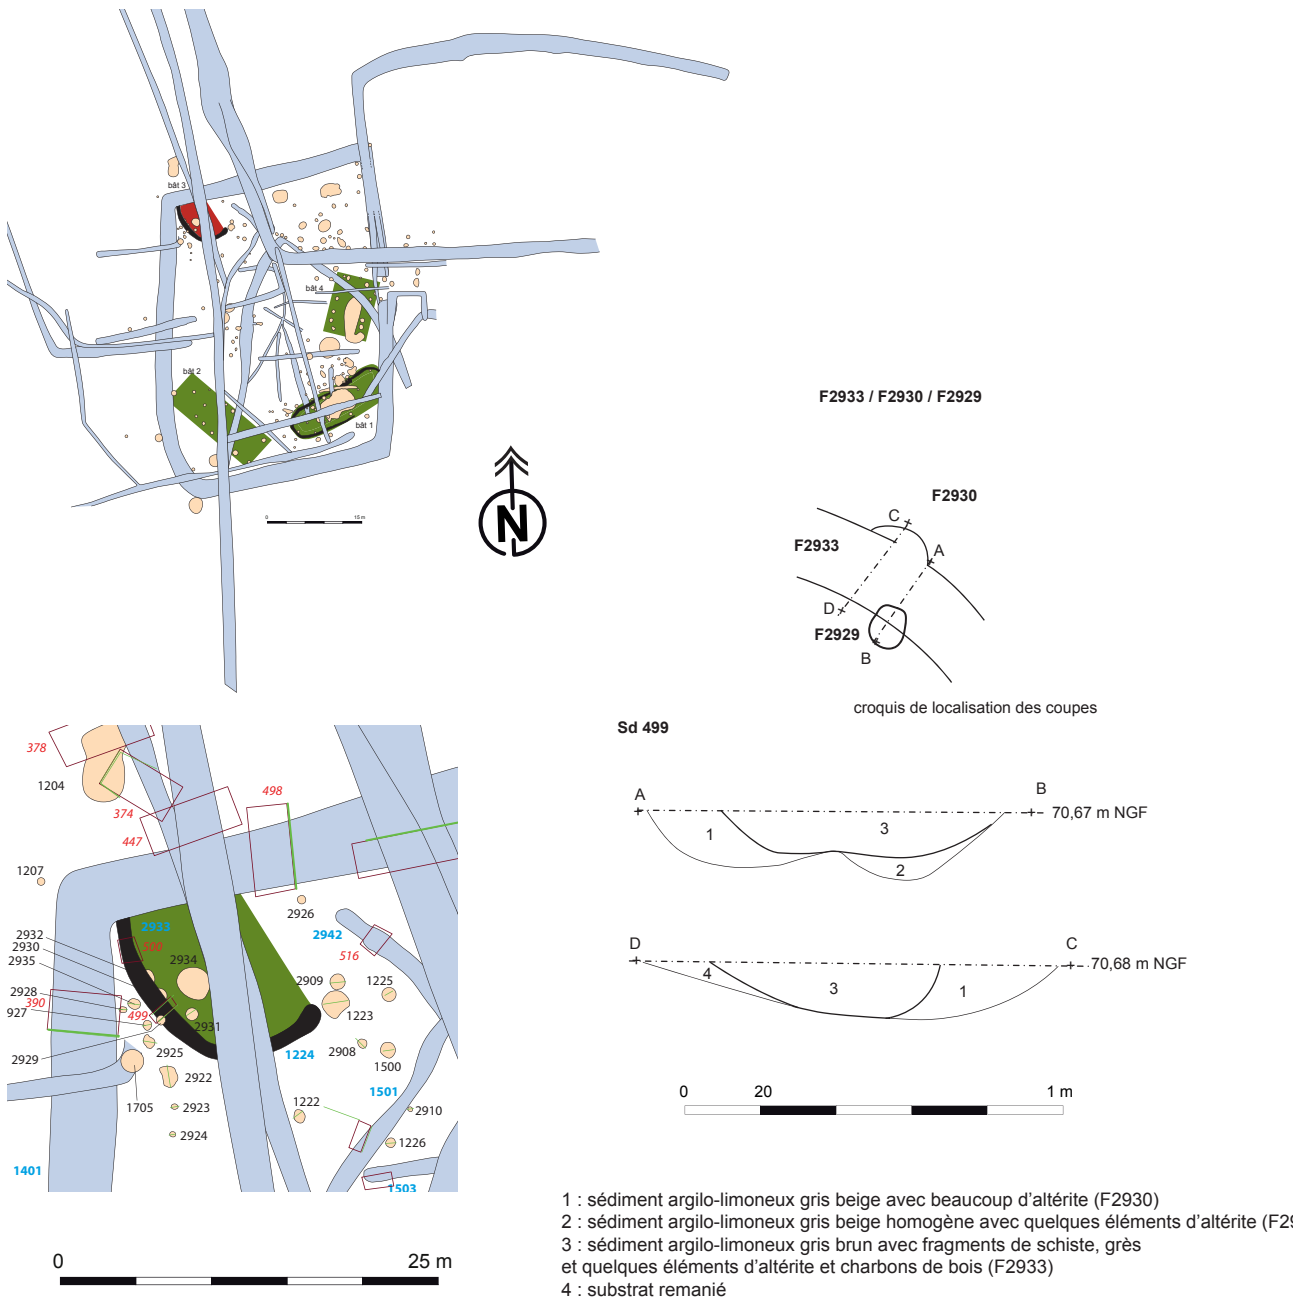 bât 3
bât 4
bât 2
bât 1
0 15 m
N
F2933 / F2930 / F2929
F2930
C
F2933
A
D
F2929
B
croquis de localisation des coupes
Sd 499
A
B
70,67 m NGF
1
3
2
D
C
70,68 m NGF
4
3
1
0 20 1 m
378
1204
374
447
498
1207
2926
2932
2933
2942
2930
500
516
2935
2934
2909
1225
2928
390
1223
927
499
2931
2929
2925
2908
1224
1500
2922
1501
1705
1222
2923
2910
2924
1226
1401
1503
0 25 m
1 : sédiment argilo-limoneux gris beige avec beaucoup d'altérite (F2930)
2 : sédiment argilo-limoneux gris beige homogène avec quelques éléments d'altérite
3 : sédiment argilo-limoneux gris brun avec fragments de schiste, grès
et quelques éléments d'altérite et charbons de bois (F2933)
4 : substrat remanié